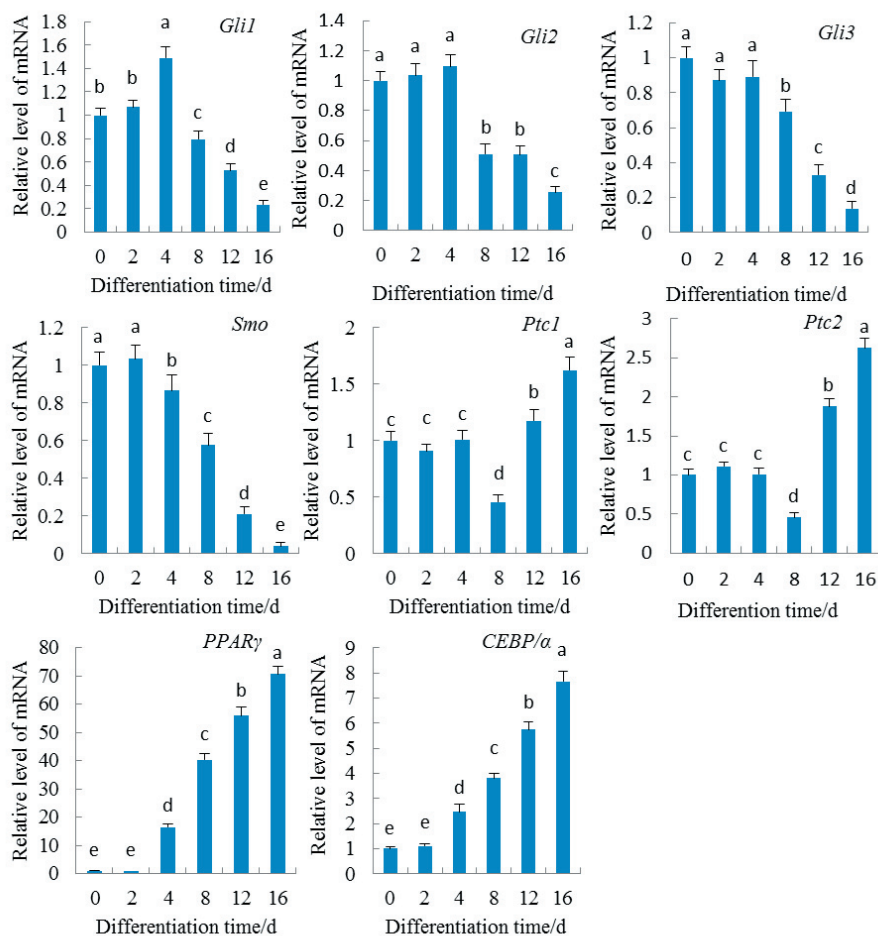 Gli1
Relative level of mRNA
1.8
1.6
1.4
1.2
1
0.8
0.6
0.4
0.2
0
b
b
a
c
d
e
0 2 4 8 12 16
Differentiation time/d
Gli2
Relative level of mRNA
1.4
1.2
1
0.8
0.6
0.4
0.2
0
a
a
a
b
b
c
0 2 4 8 12 16
Differentiation time/d
Gli3
Relative level of mRNA
1.2
1
0.8
0.6
0.4
0.2
0
a
a
a
b
c
d
0 2 4 8 12 16
Differentiation time/d
Smo
Relative level of mRNA
1.2
1
0.8
0.6
0.4
0.2
0
a
a
b
c
d
e
0 2 4 8 12 16
Differentiation time/d
Ptc1
Relative level of mRNA
2
1.5
1
0.5
0
c
c
c
d
b
a
0 2 4 8 12 16
Differentiation time/d
Ptc2
Relative level of mRNA
3
2.5
2
1.5
1
0.5
0
c
c
c
d
b
a
0 2 4 8 12 16
Differentiation time/d
PPARγ
Relative level of mRNA
80
70
60
50
40
30
20
10
0
e
e
d
c
b
a
0 2 4 8 12 16
Differentiation time/d
CEBP/α
Relative level of mRNA
9
8
7
6
5
4
3
2
1
0
e
e
d
c
b
a
0 2 4 8 12 16
Differentiation time/d